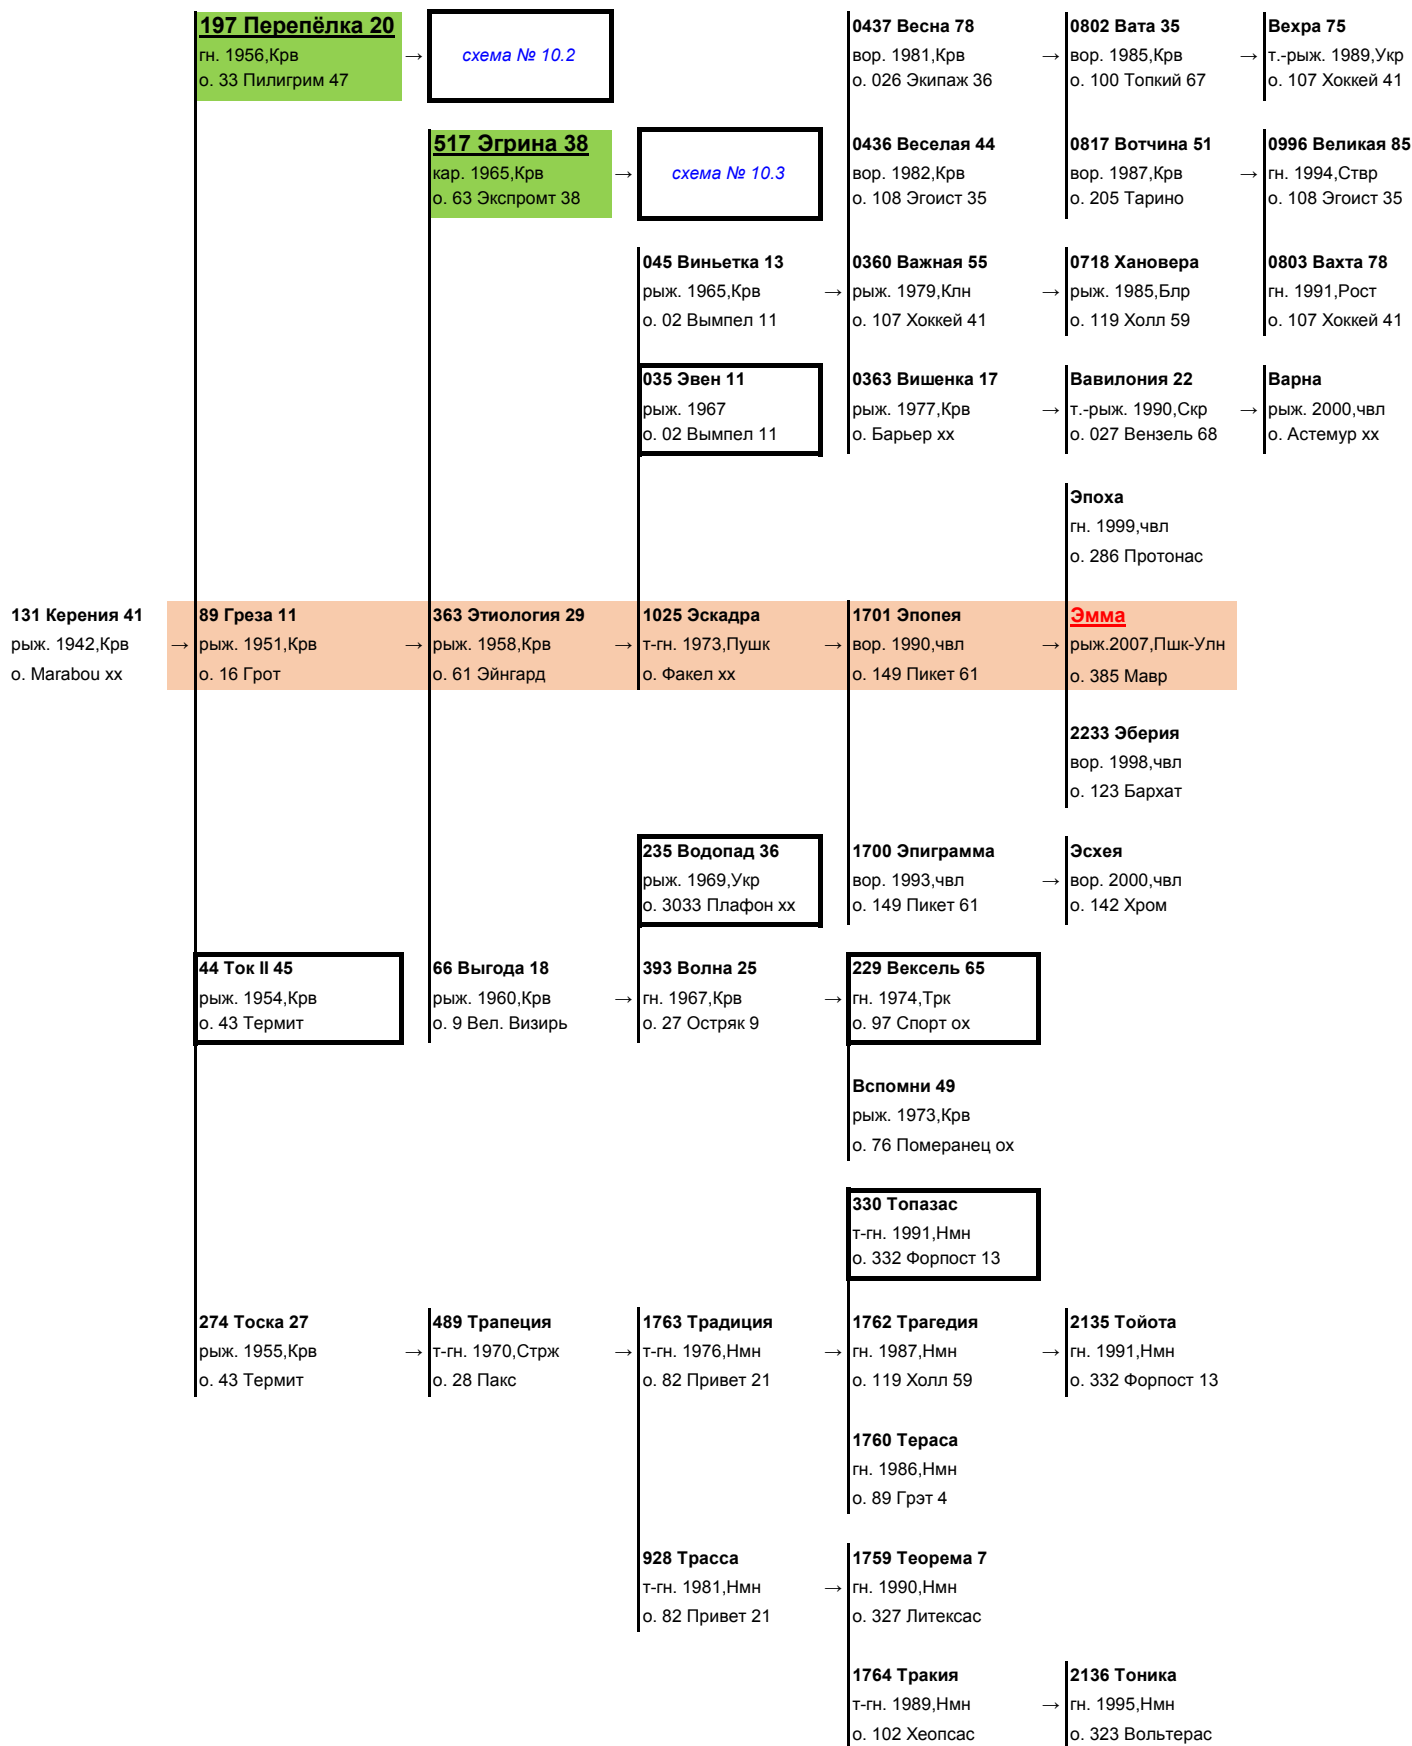 197 Перепёлка 20
гн. 1956,Крв
о. 33 Пилигрим 47
→
схема № 10.2
0437 Весна 78
вор. 1981,Крв
о. 026 Экипаж 36
→
0802 Вата 35
вор. 1985,Крв
о. 100 Топкий 67
→
Вехра 75
т.-рыж. 1989,Укр
о. 107 Хоккей 41
517 Эгрина 38
кар. 1965,Крв
о. 63 Экспромт 38
→
схема № 10.3
0436 Веселая 44
вор. 1982,Крв
о. 108 Эгоист 35
0817 Вотчина 51
вор. 1987,Крв
о. 205 Тарино
→
0996 Великая 85
гн. 1994,Ствр
о. 108 Эгоист 35
045 Виньетка 13
рыж. 1965,Крв
о. 02 Вымпел 11
→
0360 Важная 55
рыж. 1979,Клн
о. 107 Хоккей 41
→
0718 Хановера
рыж. 1985,Блр
о. 119 Холл 59
0803 Вахта 78
гн. 1991,Рост
о. 107 Хоккей 41
035 Эвен 11
рыж. 1967
о. 02 Вымпел 11
0363 Вишенка 17
рыж. 1977,Крв
о. Барьер хх
→
Вавилония 22
т.-рыж. 1990,Скр
о. 027 Вензель 68
→
Варна
рыж. 2000,чвл
о. Астемур хх
Эпоха
гн. 1999,чвл
о. 286 Протонас
131 Керения 41
рыж. 1942,Крв
о. Marabou xx
→
89 Греза 11
рыж. 1951,Крв
о. 16 Грот
→
363 Этиология 29
рыж. 1958,Крв
о. 61 Эйнгард
→
1025 Эскадра
т-гн. 1973,Пушк
о. Факел хх
→
1701 Эпопея
вор. 1990,чвл
о. 149 Пикет 61
→
Эмма
рыж.2007,Пшк-Улн
о. 385 Мавр
2233 Эберия
вор. 1998,чвл
о. 123 Бархат
235 Водопад 36
рыж. 1969,Укр
о. 3033 Плафон хх
1700 Эпиграмма
вор. 1993,чвл
о. 149 Пикет 61
→
Эсхея
вор. 2000,чвл
о. 142 Хром
44 Ток II 45
рыж. 1954,Крв
о. 43 Термит
66 Выгода 18
рыж. 1960,Крв
о. 9 Вел. Визирь
→
393 Волна 25
гн. 1967,Крв
о. 27 Остряк 9
→
229 Вексель 65
гн. 1974,Трк
о. 97 Спорт ох
Вспомни 49
рыж. 1973,Крв
о. 76 Померанец ох
330 Топазас
т-гн. 1991,Нмн
о. 332 Форпост 13
274 Тоска 27
рыж. 1955,Крв
о. 43 Термит
→
489 Трапеция
т-гн. 1970,Стрж
о. 28 Пакс
→
1763 Традиция
т-гн. 1976,Нмн
о. 82 Привет 21
→
1762 Трагедия
гн. 1987,Нмн
о. 119 Холл 59
→
2135 Тойота
гн. 1991,Нмн
о. 332 Форпост 13
1760 Тераса
гн. 1986,Нмн
о. 89 Грэт 4
928 Трасса
т-гн. 1981,Нмн
о. 82 Привет 21
→
1759 Теорема 7
гн. 1990,Нмн
о. 327 Литексас
1764 Тракия
т-гн. 1989,Нмн
о. 102 Хеопсас
→
2136 Тоника
гн. 1995,Нмн
о. 323 Вольтерас